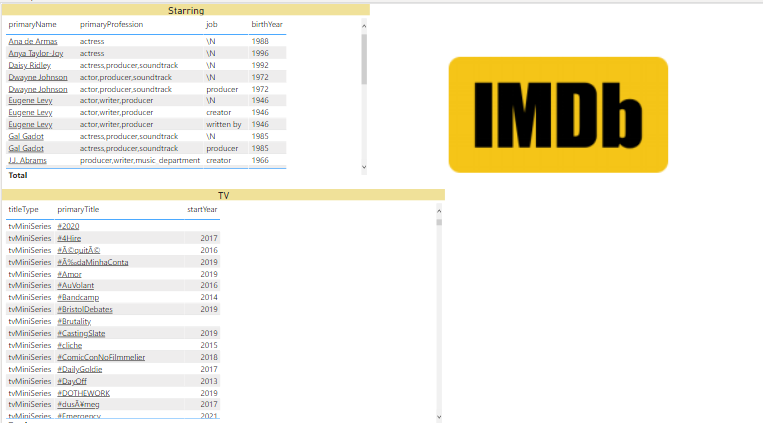 Starring
primaryName primaryProfession job birthYear
Ana de Armas actress \N 1988
Anya Taylor-Joy actress \N 1996
Daisy Ridley actress,producer,soundtrack \N 1992
Dwayne Johnson actor,producer,soundtrack \N 1972
Dwayne Johnson actor,producer,soundtrack producer 1972
Eugene Levy actor,writer,producer \N 1946
Eugene Levy actor,writer,producer creator 1946
Eugene Levy actor,writer,producer written by 1946
Gal Gadot actress,producer,soundtrack \N 1985
Gal Gadot actress,producer,soundtrack producer 1985
J.J. Abrams producer,writer,music_department creator 1966
Total
IMDb
TV
titleType primaryTitle startYear
tvMiniSeries #2020
tvMiniSeries #4Hire 2017
tvMiniSeries #Ã©quitÃ© 2016
tvMiniSeries #Ã‰daMinhaConta 2019
tvMiniSeries #Amor 2019
tvMiniSeries #AuVolant 2016
tvMiniSeries #Bandcamp 2014
tvMiniSeries #BristolDebates 2019
tvMiniSeries #Brutality
tvMiniSeries #CastingSlate 2019
tvMiniSeries #cliche 2015
tvMiniSeries #ComicConNoFilmmelier 2018
tvMiniSeries #DailyGoldie 2017
tvMiniSeries #DayOff 2013
tvMiniSeries #DOTHEWORK 2019
tvMiniSeries #dusÃ¥meg 2017
tvMiniSeries #Emergency 2021